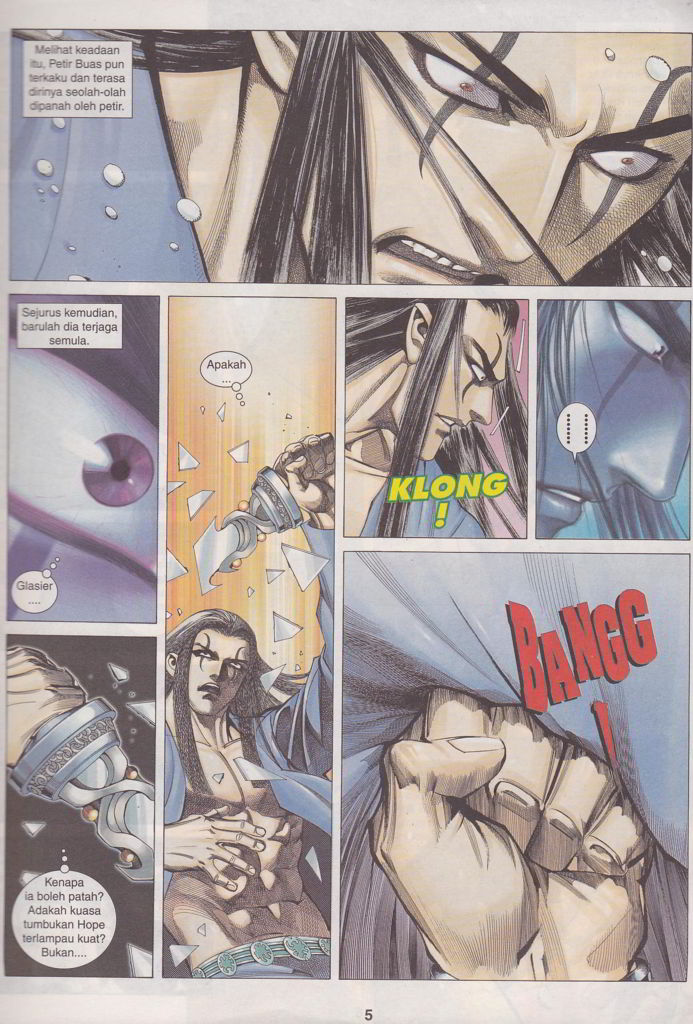 Melihat keadaan
itu, Petir Buas pun
terkaku dan terasa
dirinya seolah-olah
dipanah oleh petir.
Sejurus kemudian,
barulah dia terjaga
semula.
Glasier
....
Apakah
...
KLONG
!
BANGG
!
Kenapa
ia boleh patah?
Adakah kuasa
tumbukan Hope
terlampau kuat?
Bukan....
5